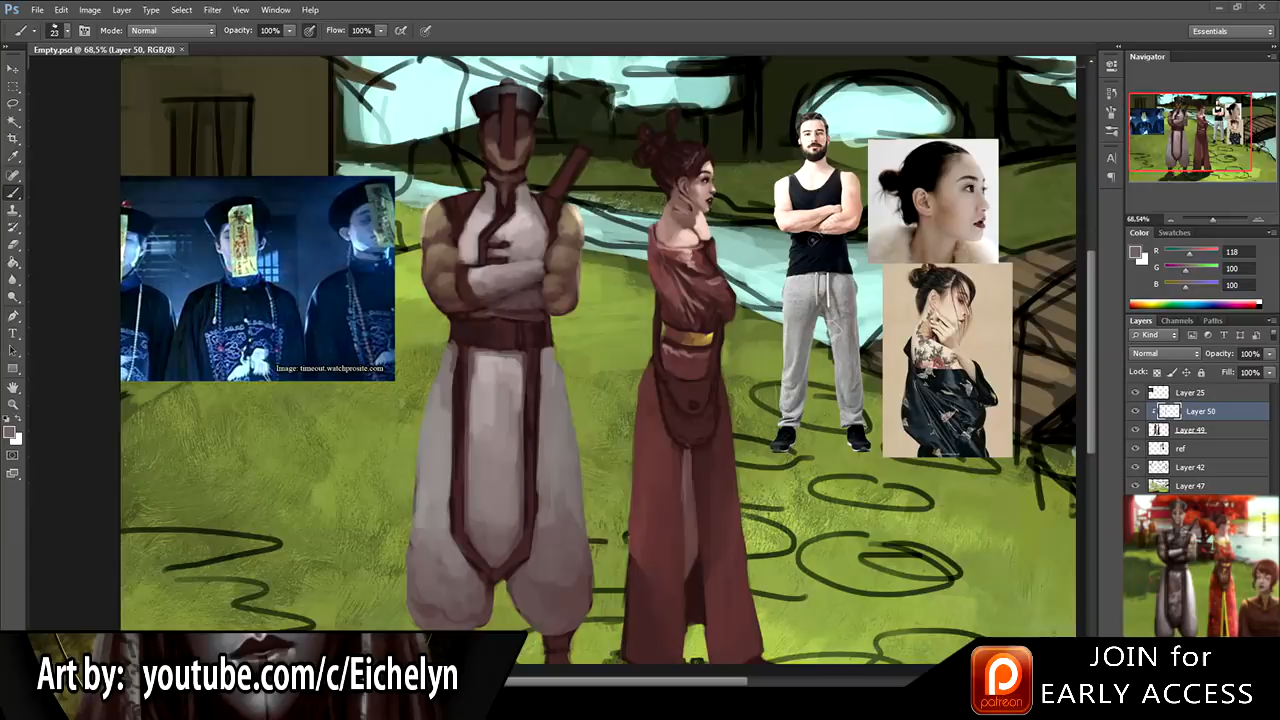 Ps File Edit Image Layer Type Select Filter View Window Help
23 Mode: Normal Opacity: 100% Flow: 100% Essentials
Empty.psd @ 68,5% (Layer 50, RGB/8) ×
Navigator
68.54%
Color Swatches
R 118
G 100
B 100
Layers Channels Paths
Kind
Normal Opacity: 100%
Lock: Fill: 100%
Layer 25
Layer 50
Layer 49
ref
Layer 42
Layer 47
Image: timeout.watchprosite.com
Art by: youtube.com/c/Eichelyn
patreon
JOIN for
EARLY ACCESS